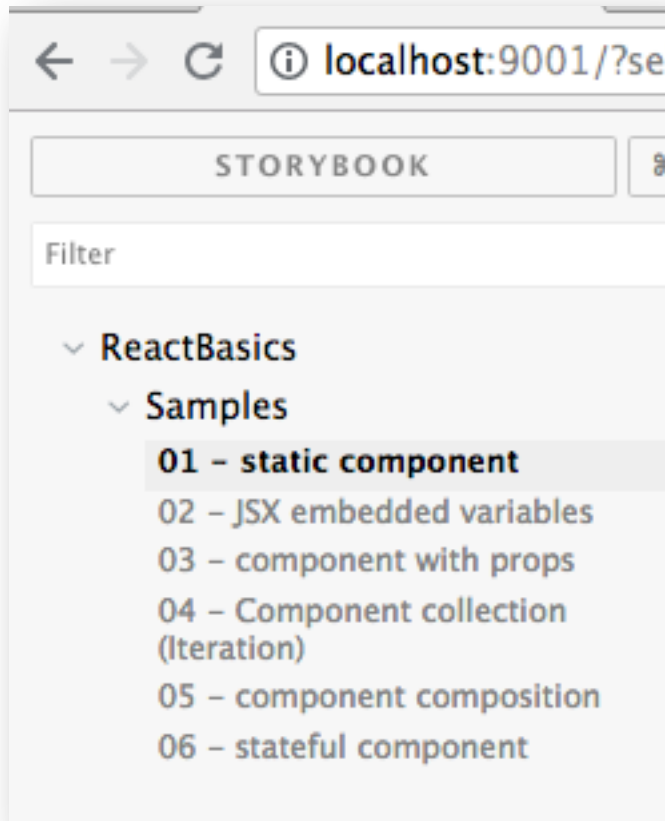 localhost:9001/?se
STORYBOOK ⌘
Filter
ReactBasics
Samples
01 – static component
02 – JSX embedded variables
03 – component with props
04 – Component collection
(Iteration)
05 – component composition
06 – stateful component